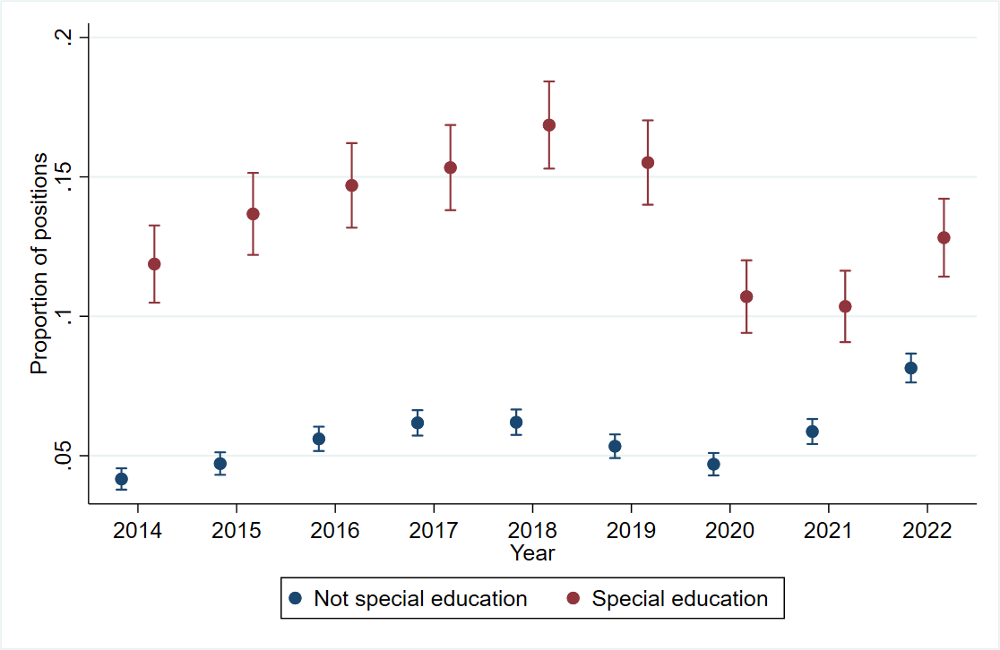 Proportion of positions
.2
.15
.1
.05
2014 2015 2016 2017 2018 2019 2020 2021 2022
Year
Not special education Special education